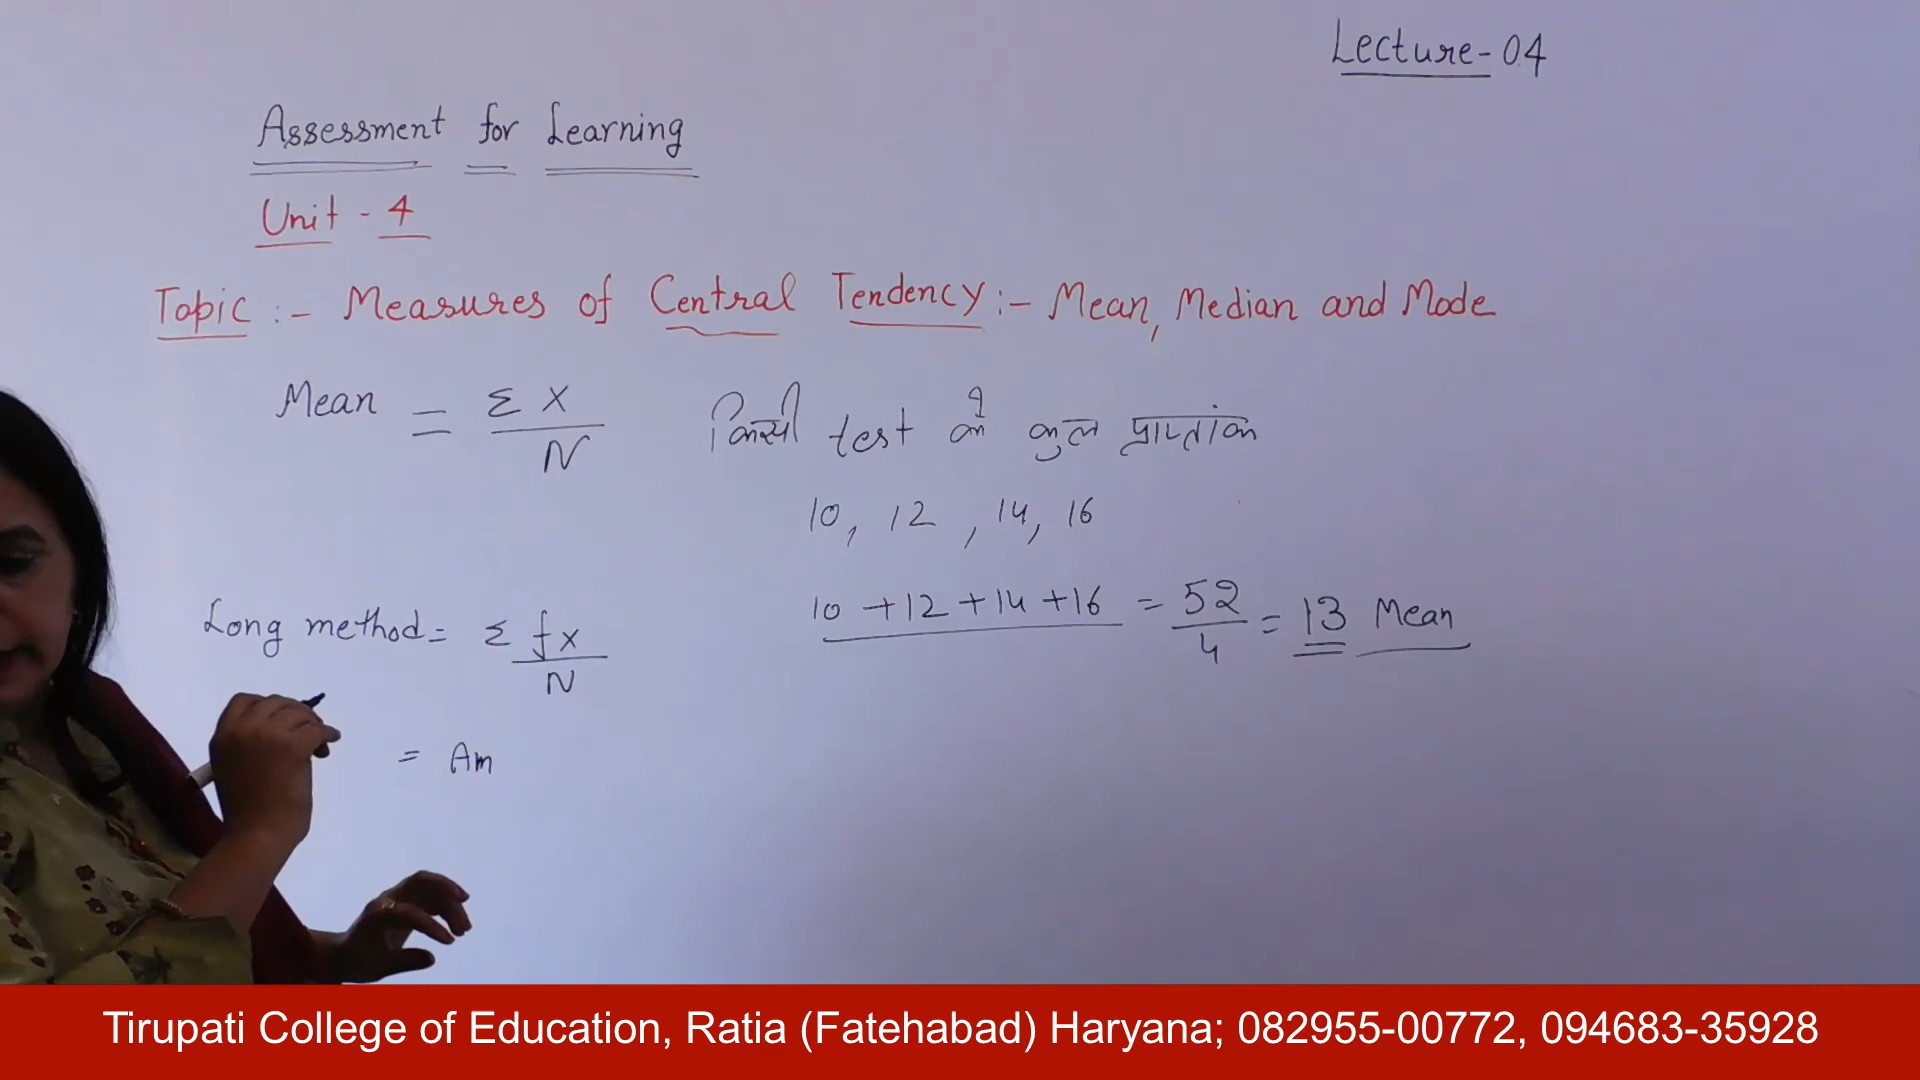 Lecture-04
Assessment for Learning
Unit - 4
Topic :- Measures of Central Tendency :- Mean, Median and Mode
Mean = Σ X / N
किसी test के कुल प्राप्तांक
10, 12, 14, 16
10 + 12 + 14 + 16 = 52 / 4 = 13 Mean
Long method = Σ f x / N
= Am
Tirupati College of Education, Ratia (Fatehabad) Haryana; 082955-00772, 094683-35928